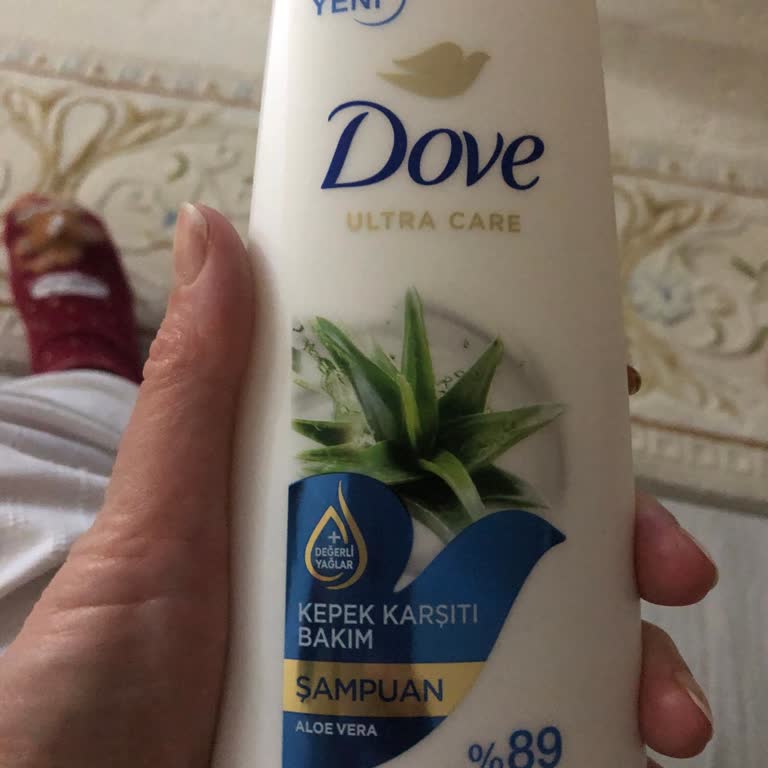 YENİ
Dove
ULTRA CARE
+
DEĞERLİ
YAĞLAR
KEPEK KARŞITI
BAKIM
ŞAMPUAN
ALOE VERA
%89